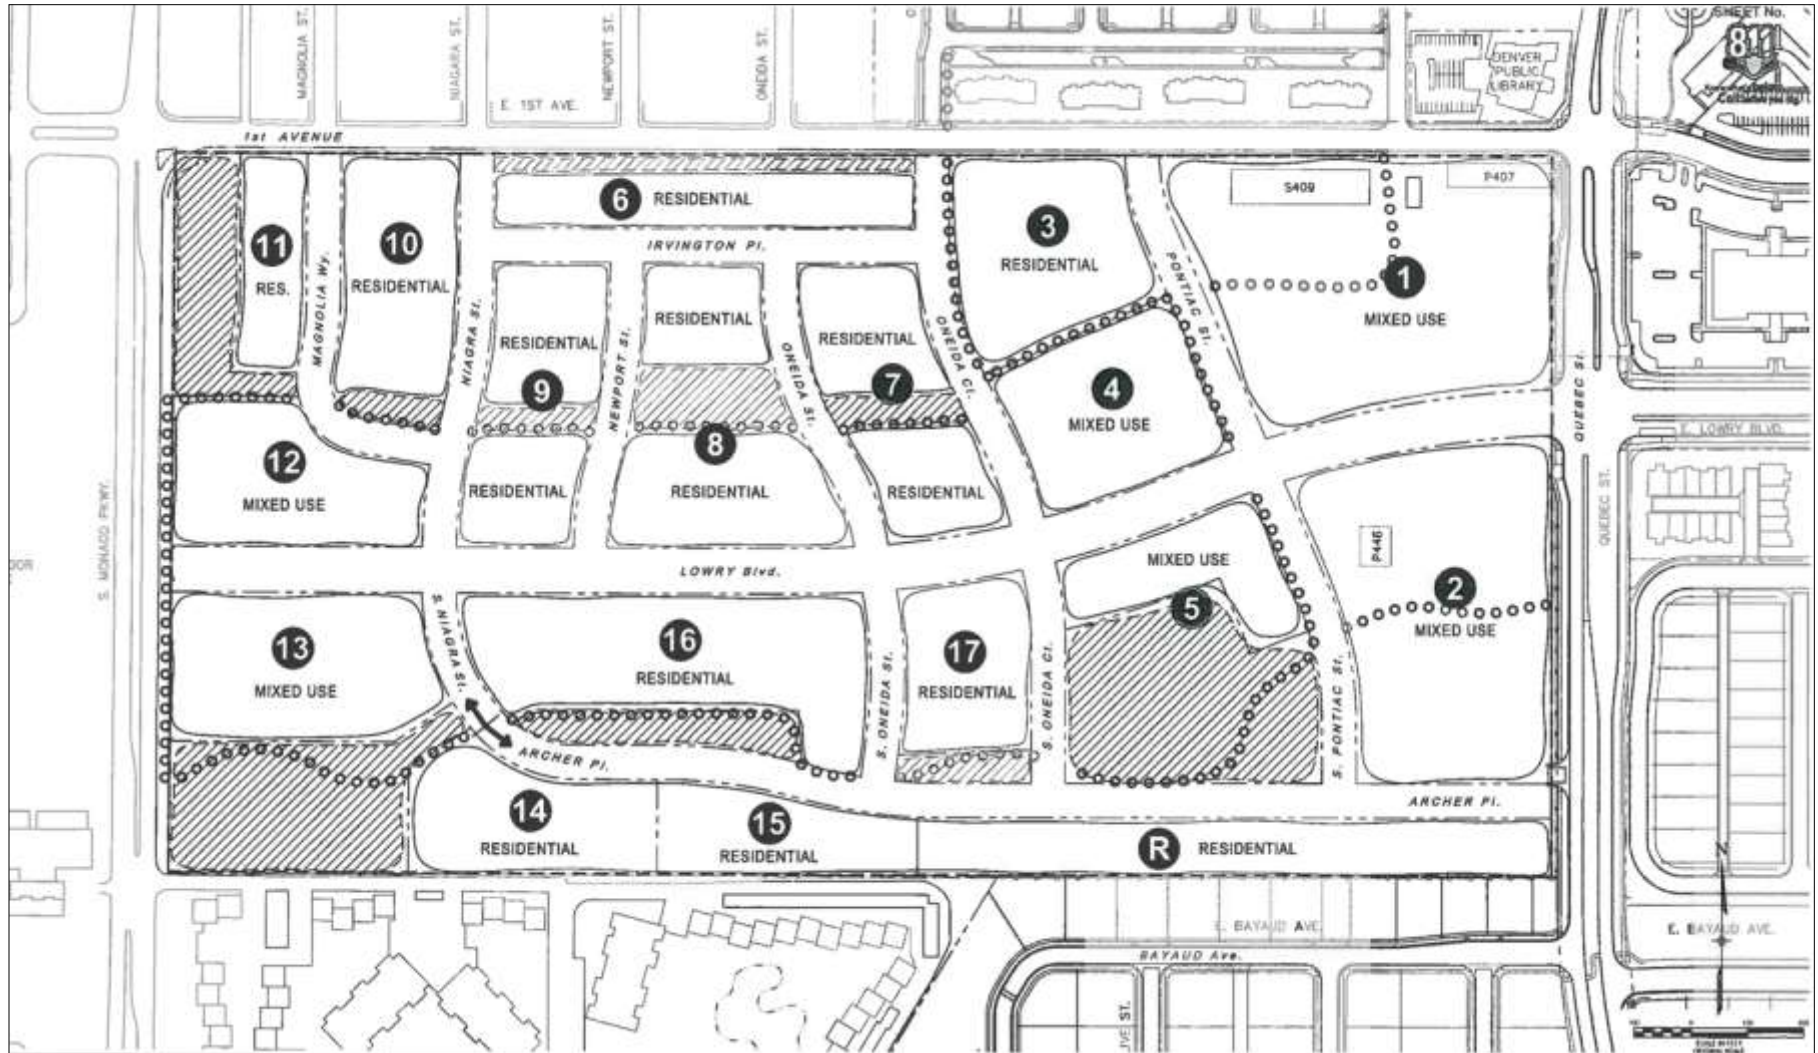 SHEET No.
811
MAGNOLIA ST.
NIAGARA ST.
NEWPORT ST.
ONEIDA ST.
E. 1ST AVE.
DENVER
PUBLIC
LIBRARY
1st AVENUE
6 RESIDENTIAL
3
RESIDENTIAL
S409
P407
11
RES.
10
RESIDENTIAL
MAGNOLIA Wy.
IRVINGTON Pl.
PONTIAC St.
1
MIXED USE
NIAGRA St.
RESIDENTIAL
9
NEWPORT St.
RESIDENTIAL
ONEIDA St.
RESIDENTIAL
7
ONEIDA Ct.
4
MIXED USE
QUEBEC St.
E. LOWRY BLVD.
12
MIXED USE
RESIDENTIAL
8
RESIDENTIAL
RESIDENTIAL
S. MONACO PKWY.
QUEBEC ST.
OOR
LOWRY Blvd.
MIXED USE
5
P446
2
MIXED USE
13
MIXED USE
S. NIAGRA St.
16
RESIDENTIAL
S. ONEIDA St.
17
RESIDENTIAL
S. ONEIDA Ct.
S. PONTIAC St.
ARCHER Pl.
ARCHER Pl.
14
RESIDENTIAL
15
RESIDENTIAL
R RESIDENTIAL
N
E. BAYAUD AVE.
E. BAYAUD AVE.
BAYAUD Ave.
IVE ST.